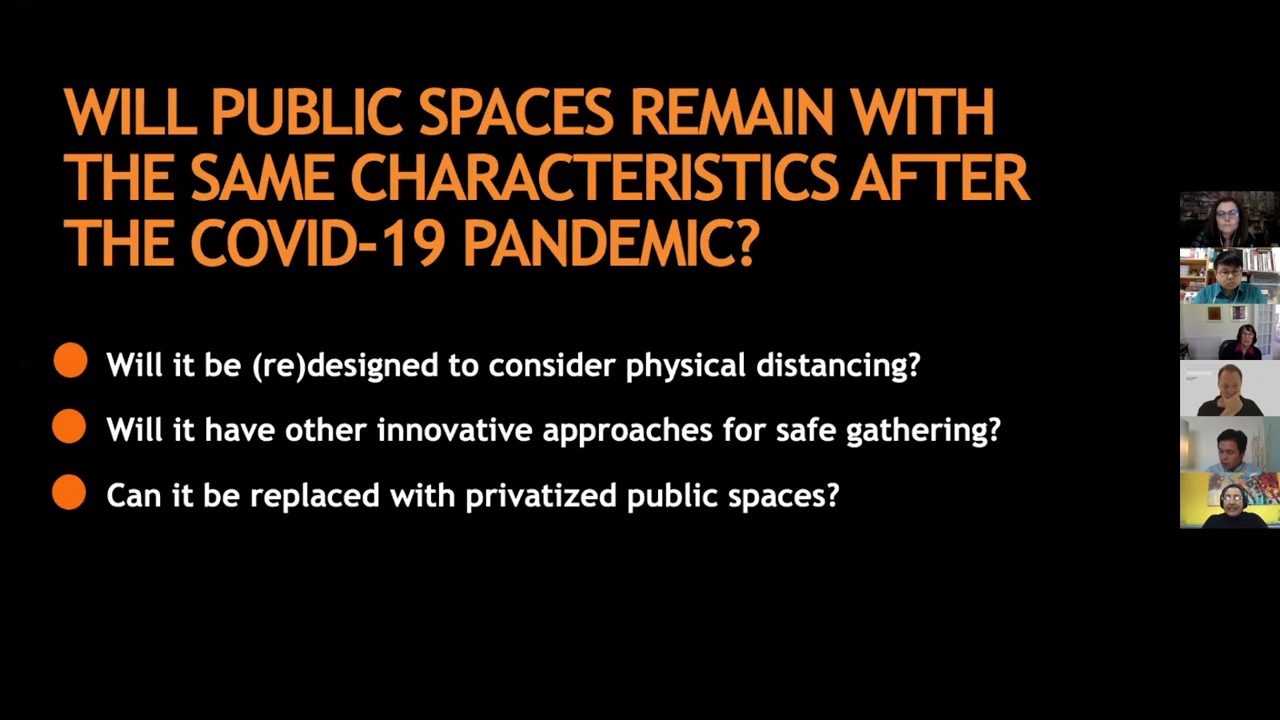 WILL PUBLIC SPACES REMAIN WITH
THE SAME CHARACTERISTICS AFTER
THE COVID-19 PANDEMIC?
Will it be (re)designed to consider physical distancing?
Will it have other innovative approaches for safe gathering?
Can it be replaced with privatized public spaces?